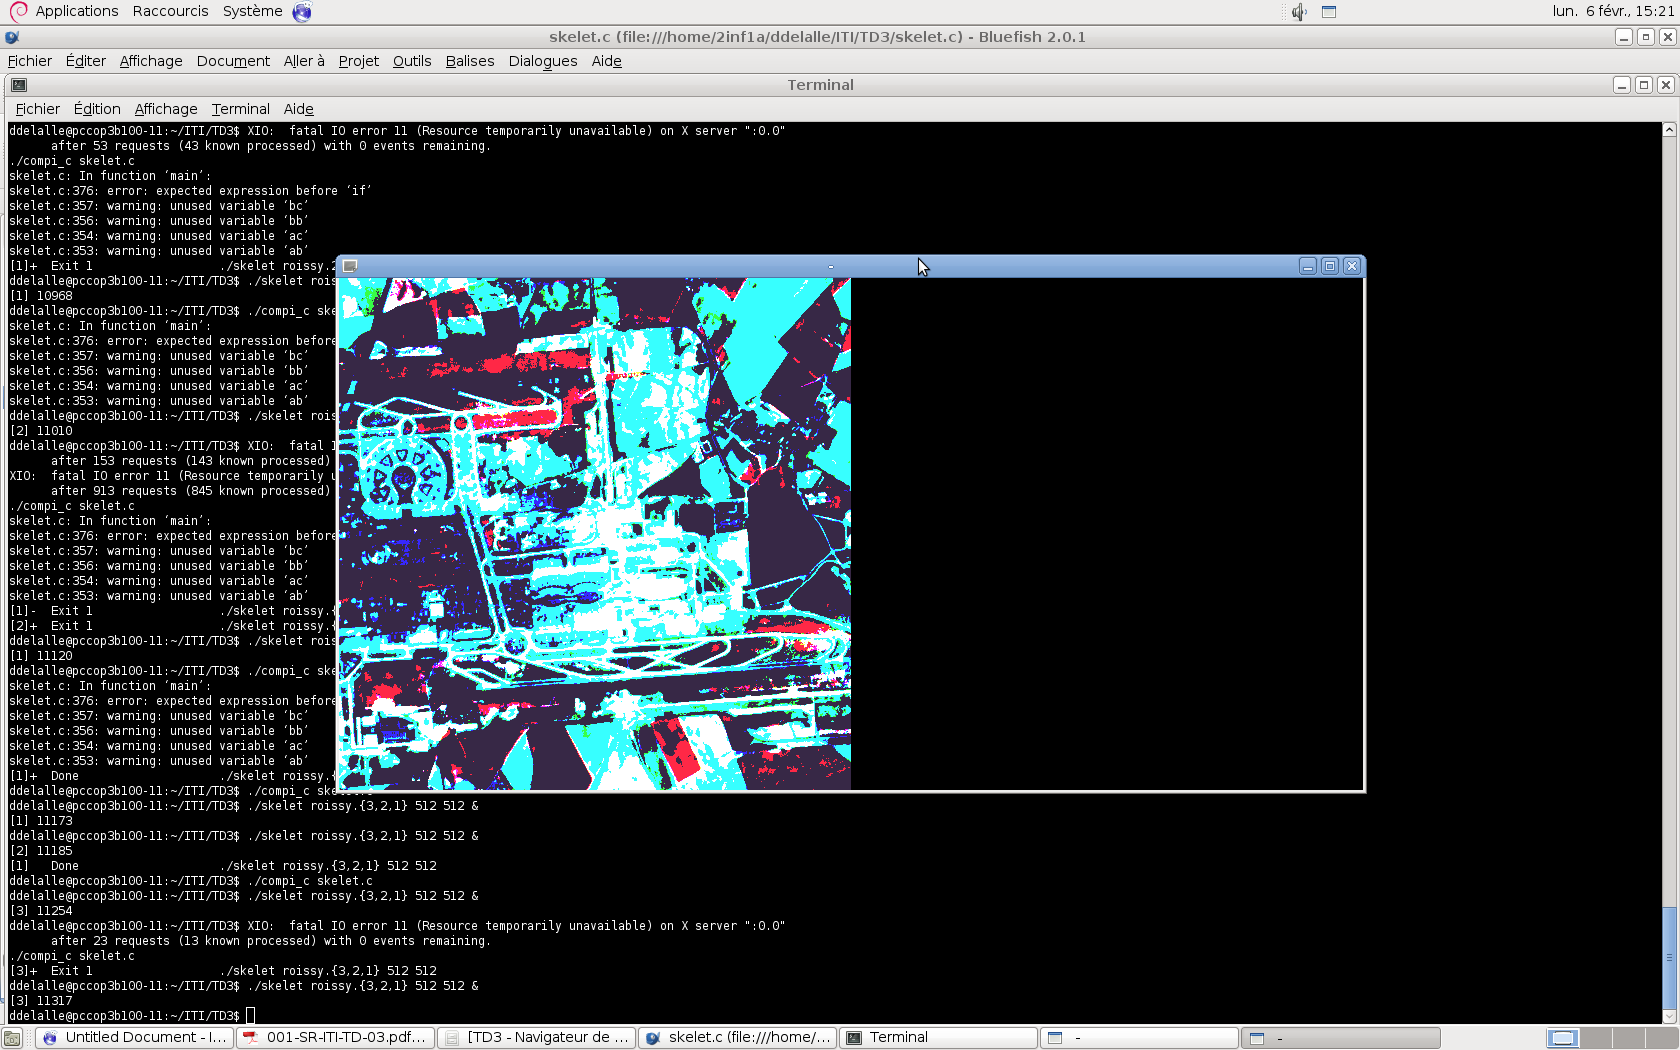 Applications Raccourcis Système lun. 6 févr., 15:21
skelet.c (file:///home/2inf1a/ddelalle/ITI/TD3/skelet.c) - Bluefish 2.0.1
Fichier Éditer Affichage Document Aller à Projet Outils Balises Dialogues Aide
Terminal
Fichier Édition Affichage Terminal Aide
ddelalle@pccop3b100-11:~/ITI/TD3$ XIO:  fatal IO error 11 (Resource temporarily unavailable) on X server ":0.0"
after 53 requests (43 known processed) with 0 events remaining.
./compi_c skelet.c
skelet.c: In function ‘main’:
skelet.c:376: error: expected expression before ‘if’
skelet.c:357: warning: unused variable ‘bc’
skelet.c:356: warning: unused variable ‘bb’
skelet.c:354: warning: unused variable ‘ac’
skelet.c:353: warning: unused variable ‘ab’
[1]+  Exit 1                  ./skelet roissy.2
ddelalle@pccop3b100-11:~/ITI/TD3$ ./skelet rois
[1] 10968
ddelalle@pccop3b100-11:~/ITI/TD3$ ./compi_c ske
skelet.c: In function ‘main’:
skelet.c:376: error: expected expression before
skelet.c:357: warning: unused variable ‘bc’
skelet.c:356: warning: unused variable ‘bb’
skelet.c:354: warning: unused variable ‘ac’
skelet.c:353: warning: unused variable ‘ab’
ddelalle@pccop3b100-11:~/ITI/TD3$ ./skelet rois
[2] 11010
ddelalle@pccop3b100-11:~/ITI/TD3$ XIO:  fatal I
after 153 requests (143 known processed)
XIO:  fatal IO error 11 (Resource temporarily u
after 913 requests (845 known processed)
./compi_c skelet.c
skelet.c: In function ‘main’:
skelet.c:376: error: expected expression before
skelet.c:357: warning: unused variable ‘bc’
skelet.c:356: warning: unused variable ‘bb’
skelet.c:354: warning: unused variable ‘ac’
skelet.c:353: warning: unused variable ‘ab’
[1]-  Exit 1                  ./skelet roissy.{
[2]+  Exit 1                  ./skelet roissy.{
ddelalle@pccop3b100-11:~/ITI/TD3$ ./skelet rois
[1] 11120
ddelalle@pccop3b100-11:~/ITI/TD3$ ./compi_c ske
skelet.c: In function ‘main’:
skelet.c:376: error: expected expression before
skelet.c:357: warning: unused variable ‘bc’
skelet.c:356: warning: unused variable ‘bb’
skelet.c:354: warning: unused variable ‘ac’
skelet.c:353: warning: unused variable ‘ab’
[1]+  Done                    ./skelet roissy.{
ddelalle@pccop3b100-11:~/ITI/TD3$ ./compi_c skelet.c
ddelalle@pccop3b100-11:~/ITI/TD3$ ./skelet roissy.{3,2,1} 512 512 &
[1] 11173
ddelalle@pccop3b100-11:~/ITI/TD3$ ./skelet roissy.{3,2,1} 512 512 &
[2] 11185
[1]   Done                    ./skelet roissy.{3,2,1} 512 512
ddelalle@pccop3b100-11:~/ITI/TD3$ ./compi_c skelet.c
ddelalle@pccop3b100-11:~/ITI/TD3$ ./skelet roissy.{3,2,1} 512 512 &
[3] 11254
ddelalle@pccop3b100-11:~/ITI/TD3$ XIO:  fatal IO error 11 (Resource temporarily unavailable) on X server ":0.0"
after 23 requests (13 known processed) with 0 events remaining.
./compi_c skelet.c
[3]+  Exit 1                  ./skelet roissy.{3,2,1} 512 512
ddelalle@pccop3b100-11:~/ITI/TD3$ ./skelet roissy.{3,2,1} 512 512 &
[3] 11317
ddelalle@pccop3b100-11:~/ITI/TD3$
Untitled Document - I... 001-SR-ITI-TD-03.pdf... [TD3 - Navigateur de ... skelet.c (file:///home/... Terminal - -